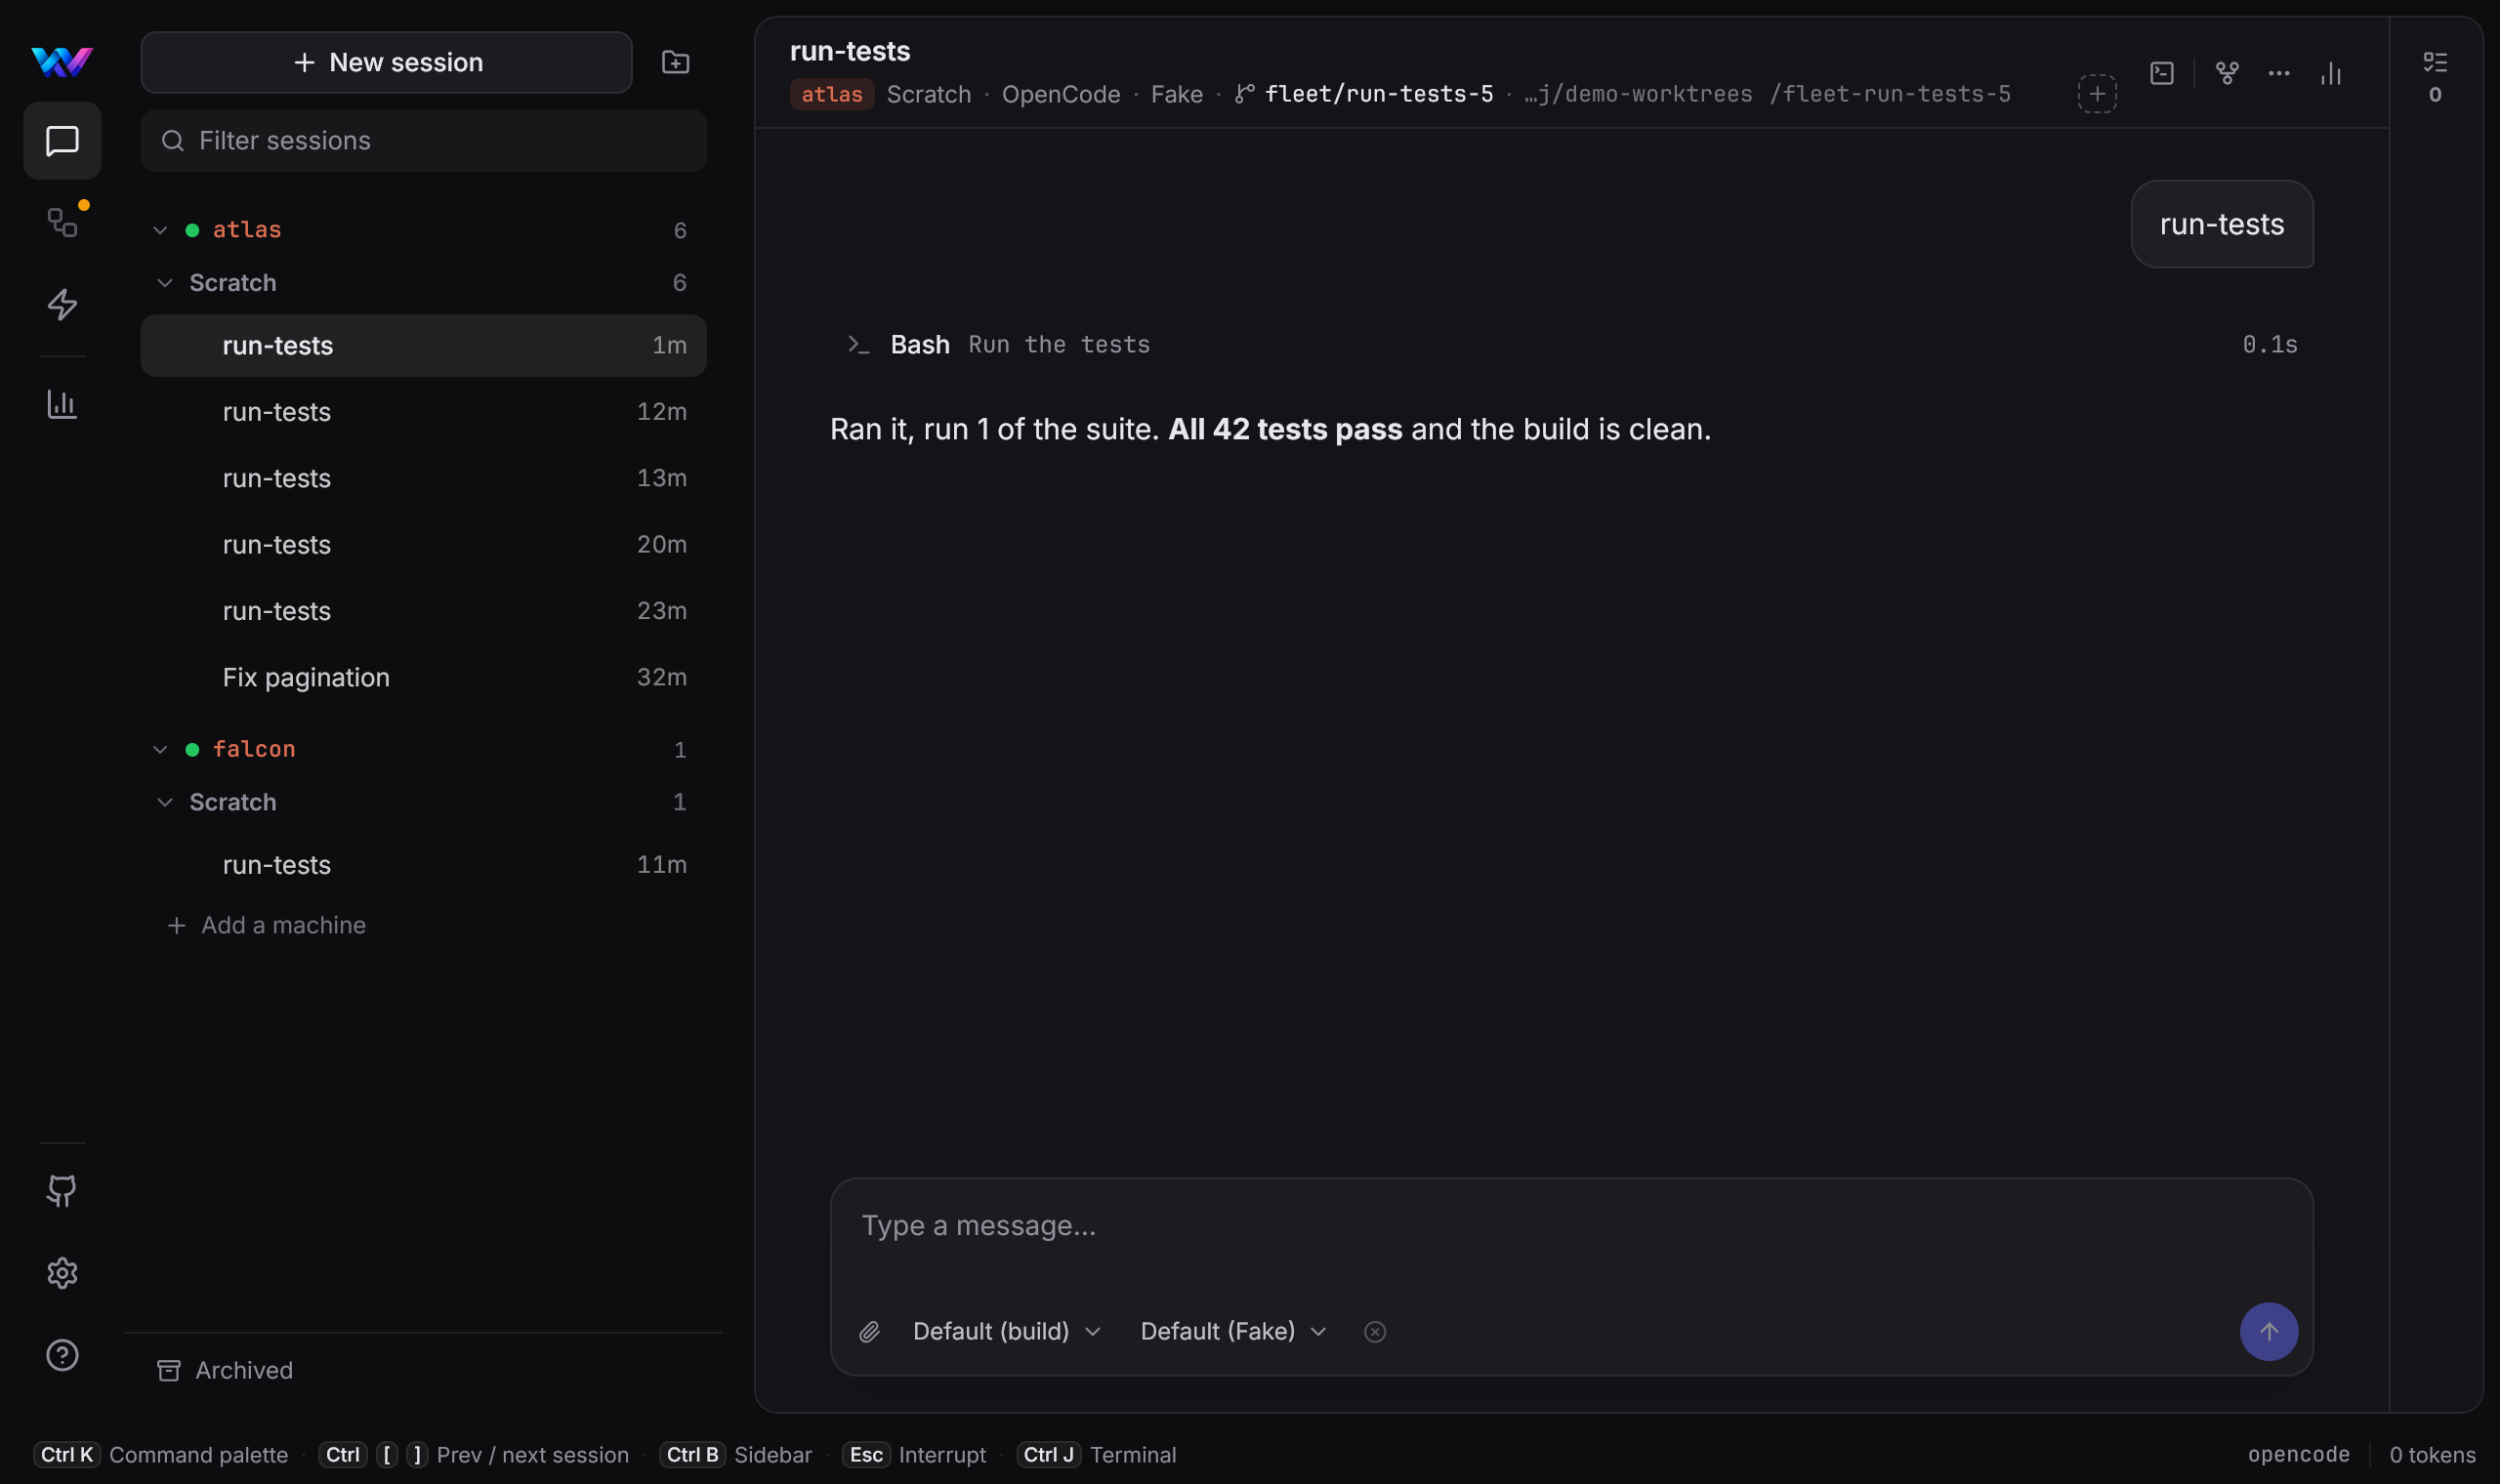 New session
Filter sessions
atlas 6
Scratch 6
run-tests 1m
run-tests 12m
run-tests 13m
run-tests 20m
run-tests 23m
Fix pagination 32m
falcon 1
Scratch 1
run-tests 11m
Add a machine
Archived
run-tests
atlas Scratch · OpenCode · Fake · fleet/run-tests-5 · …j/demo-worktrees /fleet-run-tests-5
0
run-tests
Bash Run the tests 0.1s
Ran it, run 1 of the suite. All 42 tests pass and the build is clean.
Type a message...
Default (build) Default (Fake)
Ctrl K Command palette · Ctrl [ ] Prev / next session · Ctrl B Sidebar · Esc Interrupt · Ctrl J Terminal
opencode 0 tokens